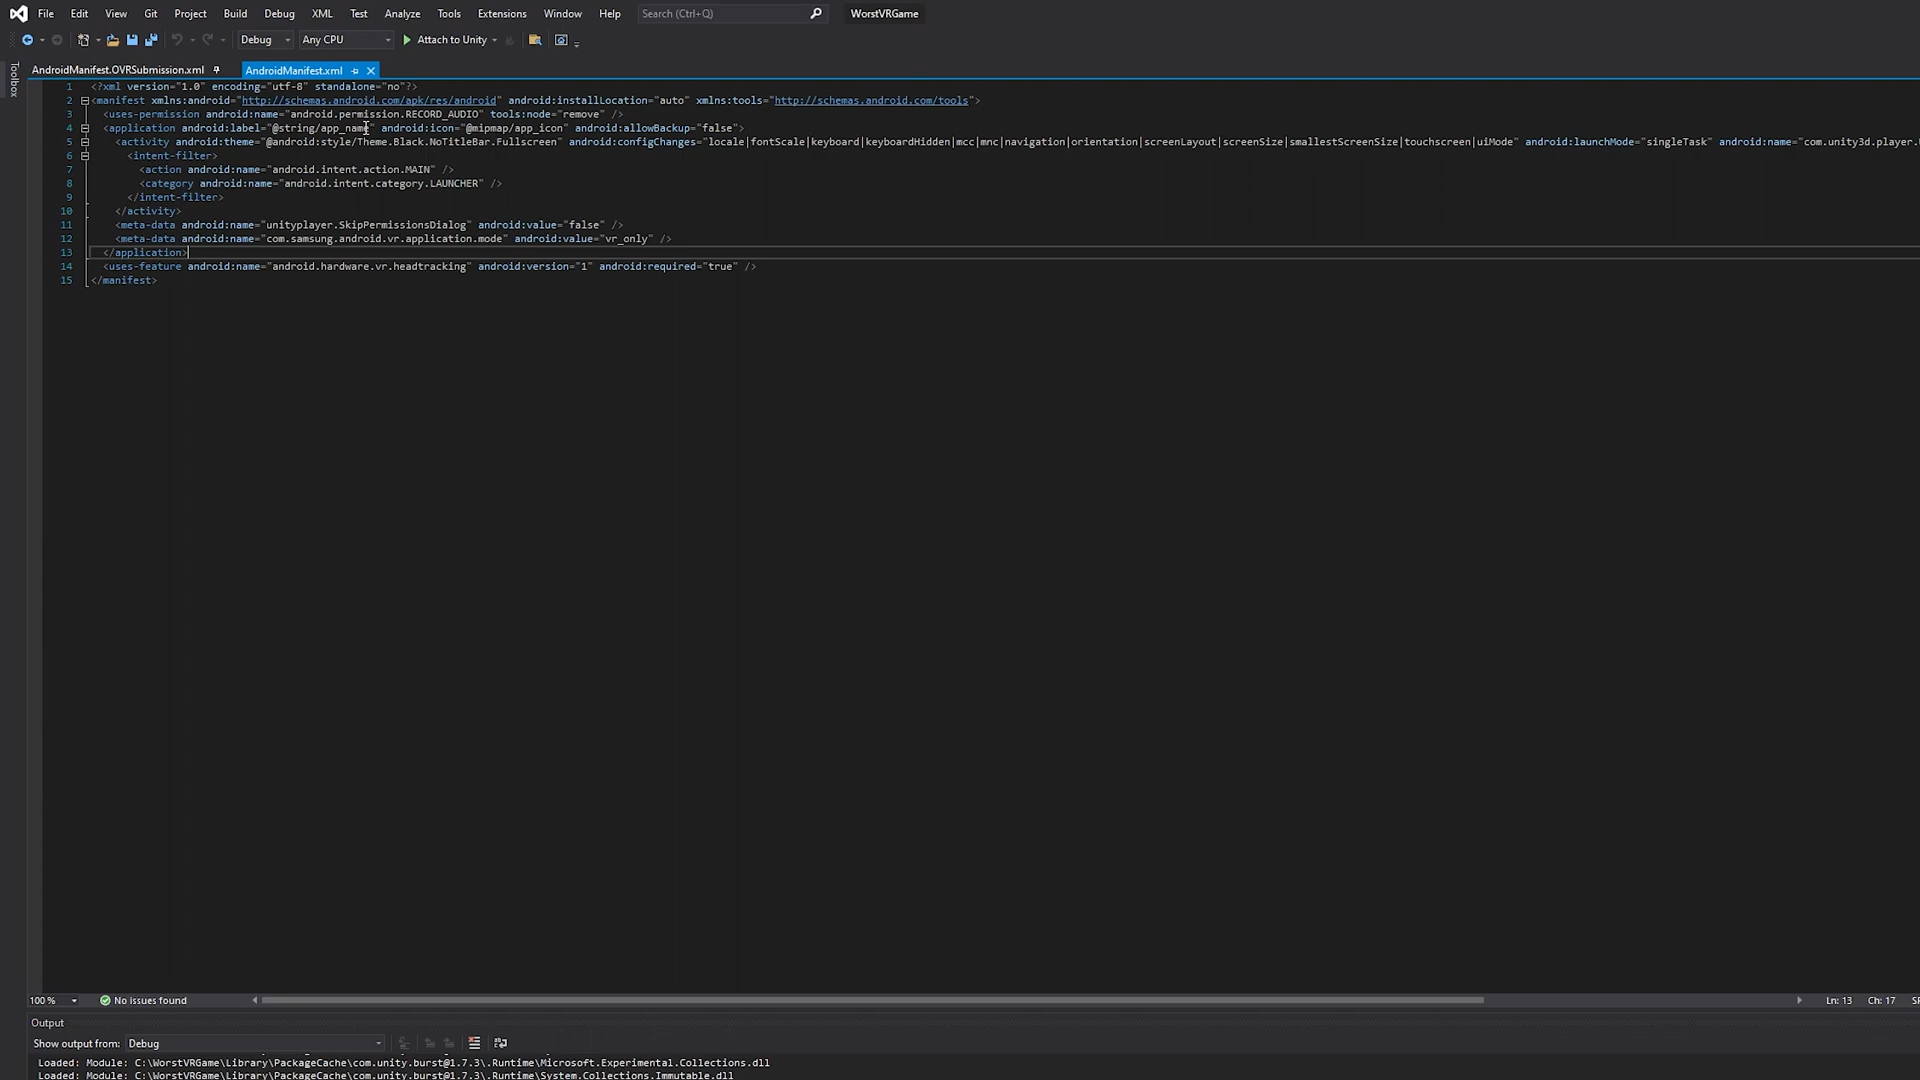 File Edit View Git Project Build Debug XML Test Analyze Tools Extensions Window Help Search (Ctrl+Q) WorstVRGame
Debug Any CPU Attach to Unity
Toolbox
AndroidManifest.OVRSubmission.xml AndroidManifest.xml
1 <?xml version="1.0" encoding="utf-8" standalone="no"?>
2 <manifest xmlns:android="http://schemas.android.com/apk/res/android" android:installLocation="auto" xmlns:tools="http://schemas.android.com/tools">
3 <uses-permission android:name="android.permission.RECORD_AUDIO" tools:node="remove" />
4 <application android:label="@string/app_name" android:icon="@mipmap/app_icon" android:allowBackup="false">
5 <activity android:theme="@android:style/Theme.Black.NoTitleBar.Fullscreen" android:configChanges="locale|fontScale|keyboard|keyboardHidden|mcc|mnc|navigation|orientation|screenLayout|screenSize|smallestScreenSize|touchscreen|uiMode" android:launchMode="singleTask" android:name="com.unity3d.player.
6 <intent-filter>
7 <action android:name="android.intent.action.MAIN" />
8 <category android:name="android.intent.category.LAUNCHER" />
9 </intent-filter>
10 </activity>
11 <meta-data android:name="unityplayer.SkipPermissionsDialog" android:value="false" />
12 <meta-data android:name="com.samsung.android.vr.application.mode" android:value="vr_only" />
13 </application>
14 <uses-feature android:name="android.hardware.vr.headtracking" android:version="1" android:required="true" />
15 </manifest>
100 % No issues found Ln: 13 Ch: 17
Output
Show output from: Debug
Loaded: Module: C:\WorstVRGame\Library\PackageCache\com.unity.burst@1.7.3\.Runtime\Microsoft.Experimental.Collections.dll
Loaded: Module: C:\WorstVRGame\Library\PackageCache\com.unity.burst@1.7.3\.Runtime\System.Collections.Immutable.dll